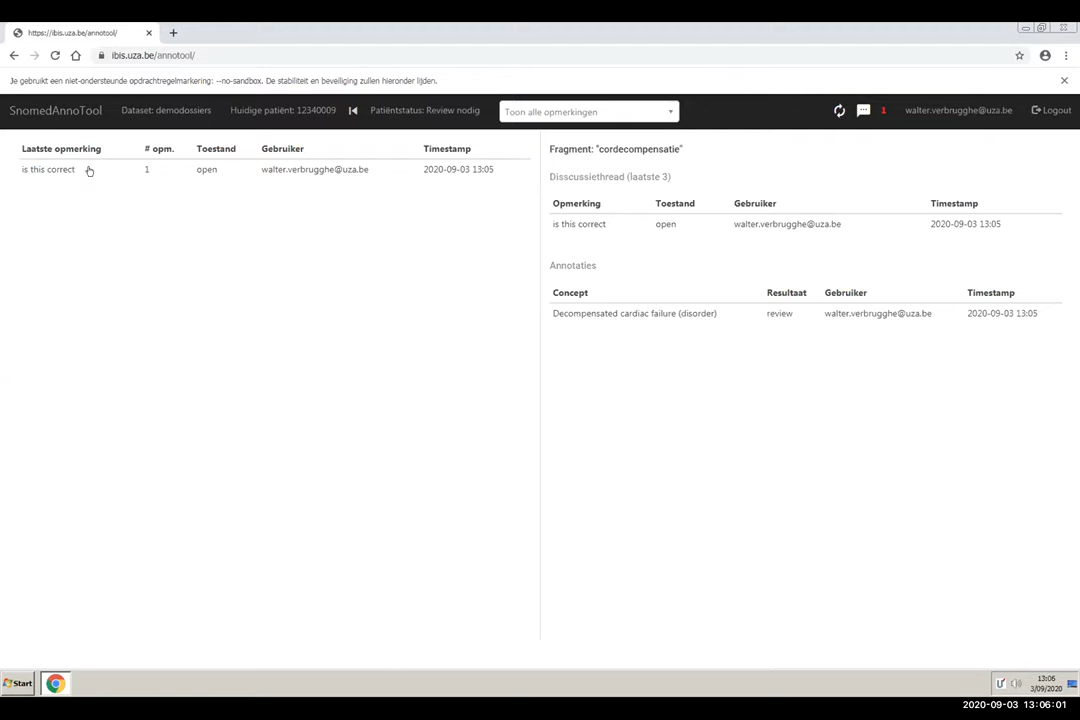 https://ibis.uza.be/annotool/
ibis.uza.be/annotool/
Je gebruikt een niet-ondersteunde opdrachtregelmarkering: --no-sandbox. De stabiliteit en beveiliging zullen hieronder lijden.
SnomedAnnoTool Dataset: demodossiers Huidige patiënt: 12340009 Patiëntstatus: Review nodig Toon alle opmerkingen 1 walter.verbrugghe@uza.be Logout
Laatste opmerking # opm. Toestand Gebruiker Timestamp
is this correct 1 open walter.verbrugghe@uza.be 2020-09-03 13:05
Fragment: "cordecompensatie"
Disscussiethread (laatste 3)
Opmerking Toestand Gebruiker Timestamp
is this correct open walter.verbrugghe@uza.be 2020-09-03 13:05
Annotaties
Concept Resultaat Gebruiker Timestamp
Decompensated cardiac failure (disorder) review walter.verbrugghe@uza.be 2020-09-03 13:05
Start
13:06
3/09/2020
2020-09-03 13:06:01